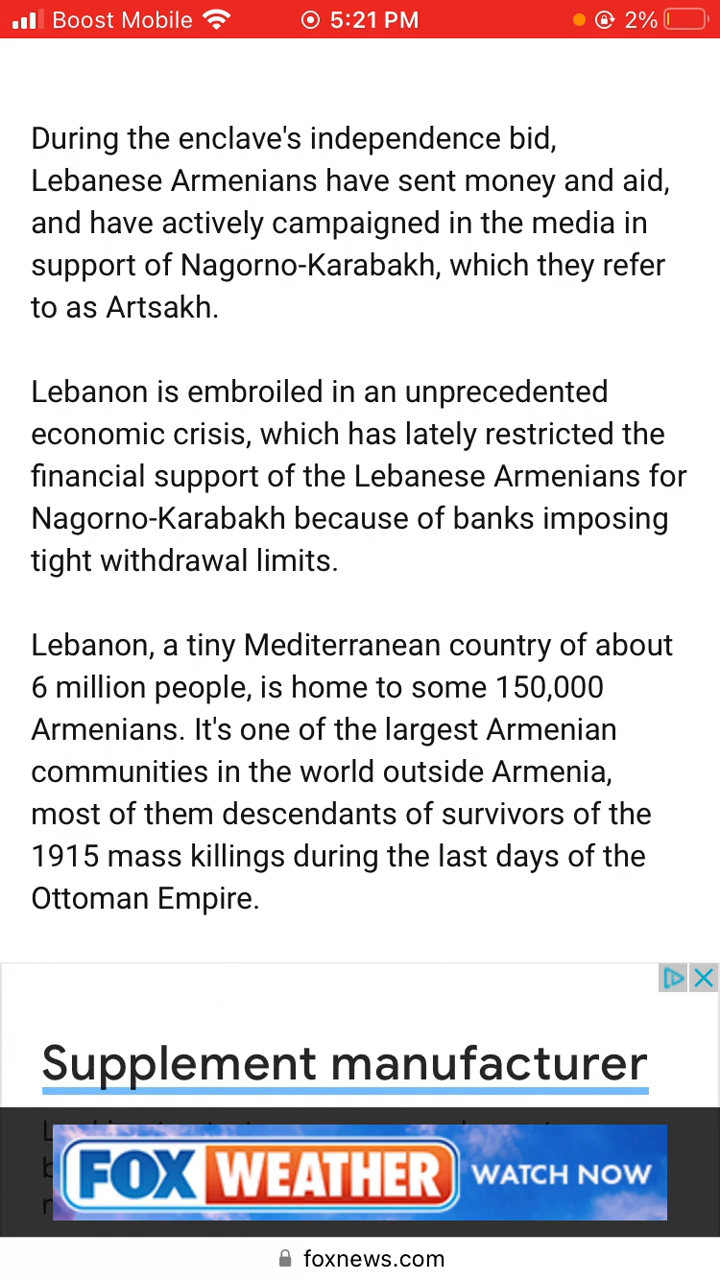 Boost Mobile 5:21 PM 2%
During the enclave's independence bid,
Lebanese Armenians have sent money and aid,
and have actively campaigned in the media in
support of Nagorno-Karabakh, which they refer
to as Artsakh.
Lebanon is embroiled in an unprecedented
economic crisis, which has lately restricted the
financial support of the Lebanese Armenians for
Nagorno-Karabakh because of banks imposing
tight withdrawal limits.
Lebanon, a tiny Mediterranean country of about
6 million people, is home to some 150,000
Armenians. It's one of the largest Armenian
communities in the world outside Armenia,
most of them descendants of survivors of the
1915 mass killings during the last days of the
Ottoman Empire.
Supplement manufacturer
FOX WEATHER WATCH NOW
foxnews.com